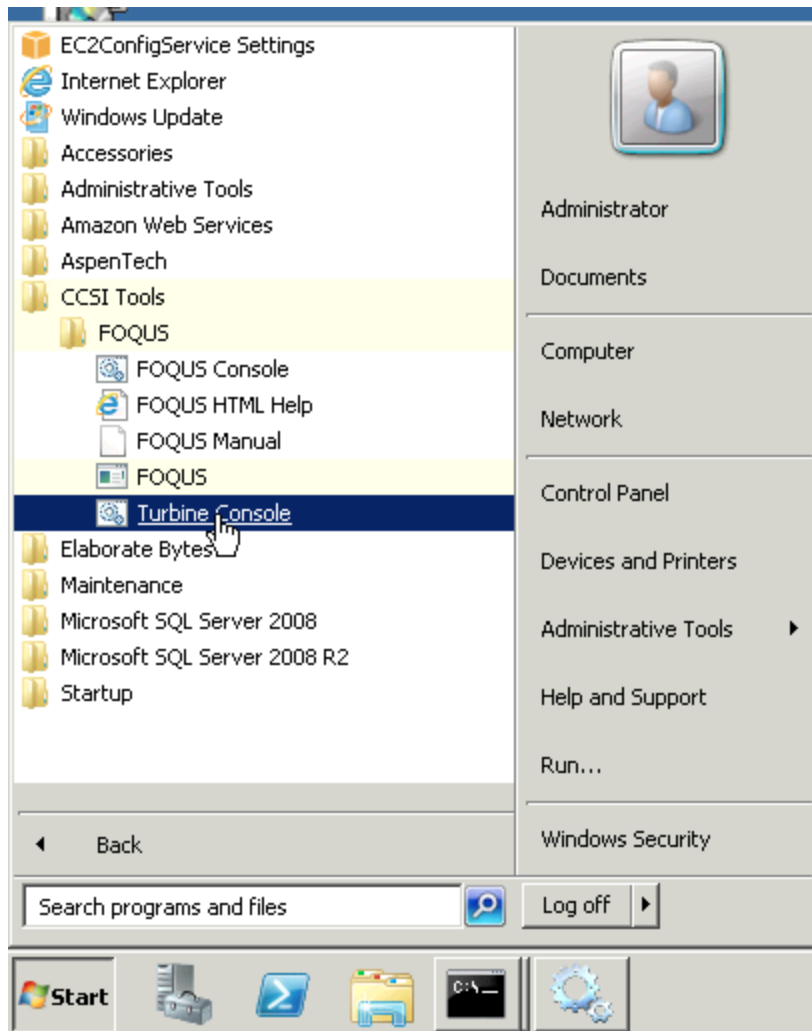 EC2ConfigService Settings
Internet Explorer
Windows Update
Accessories
Administrative Tools
Amazon Web Services
AspenTech
CCSI Tools
FOQUS
FOQUS Console
FOQUS HTML Help
FOQUS Manual
FOQUS
Turbine Console
Elaborate Bytes
Maintenance
Microsoft SQL Server 2008
Microsoft SQL Server 2008 R2
Startup
Back
Search programs and files
Administrator
Documents
Computer
Network
Control Panel
Devices and Printers
Administrative Tools
Help and Support
Run...
Windows Security
Log off
Start
C:\